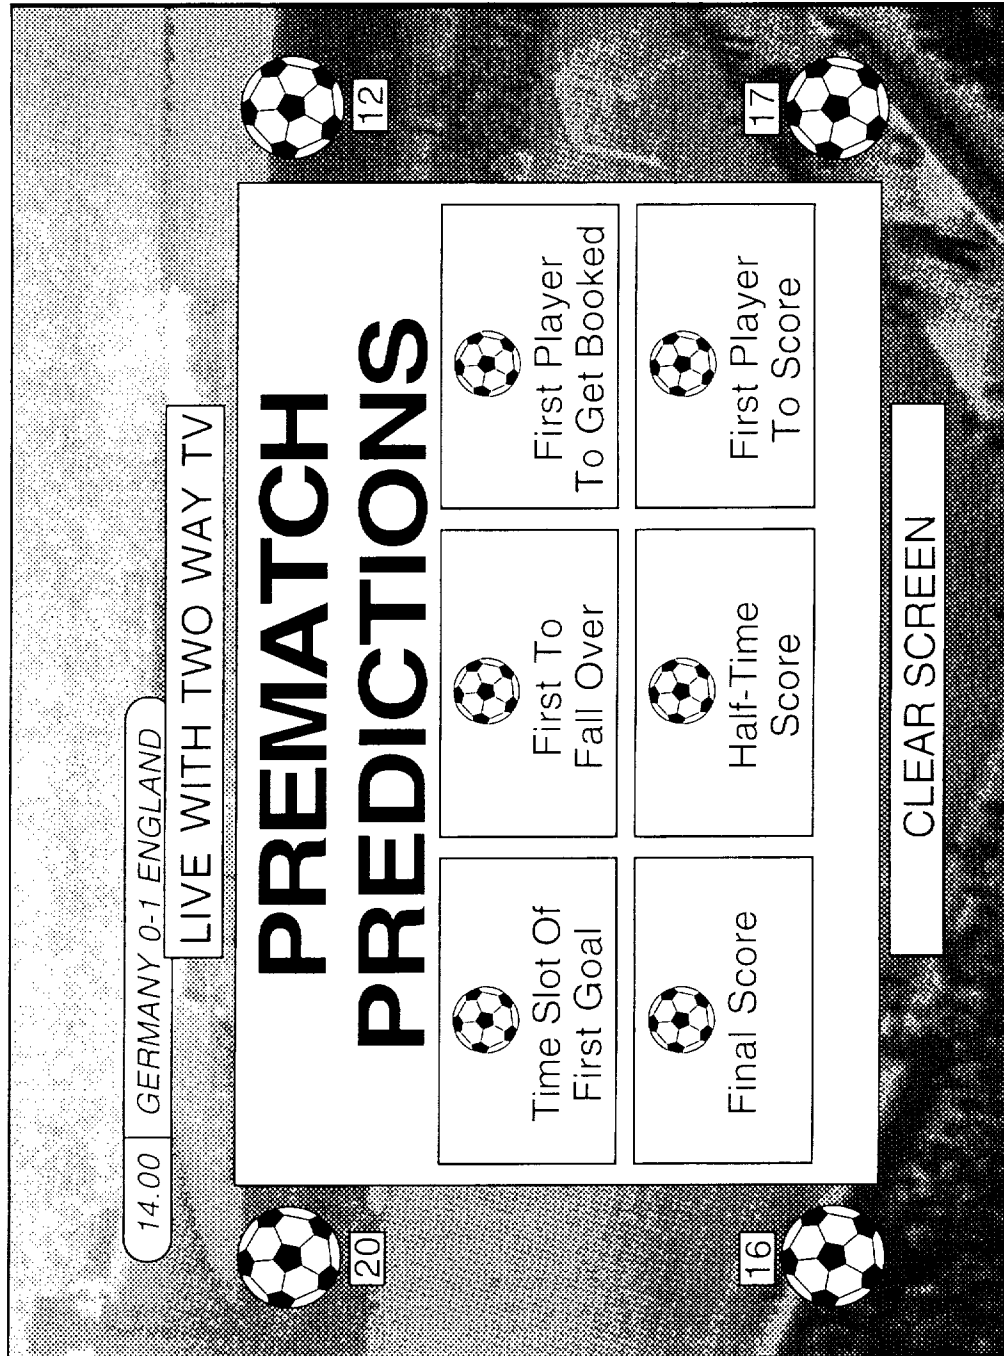 14.00 GERMANY 0-1 ENGLAND
LIVE WITH TWO WAY TV
20
12
PREMATCH
PREDICTIONS
Time Slot Of
First Goal
First To
Fall Over
First Player
To Get Booked
Final Score
Half-Time
Score
First Player
To Score
16
17
CLEAR SCREEN